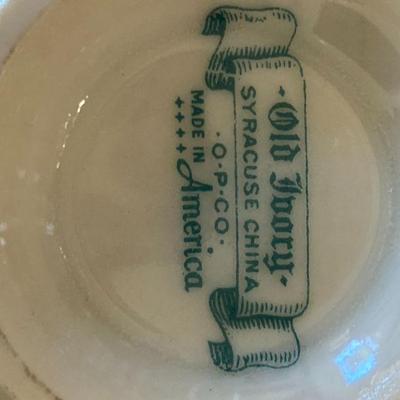 ·Old Ivory·
SYRACUSE CHINA
·O·P·CO·
MADE IN America
++++